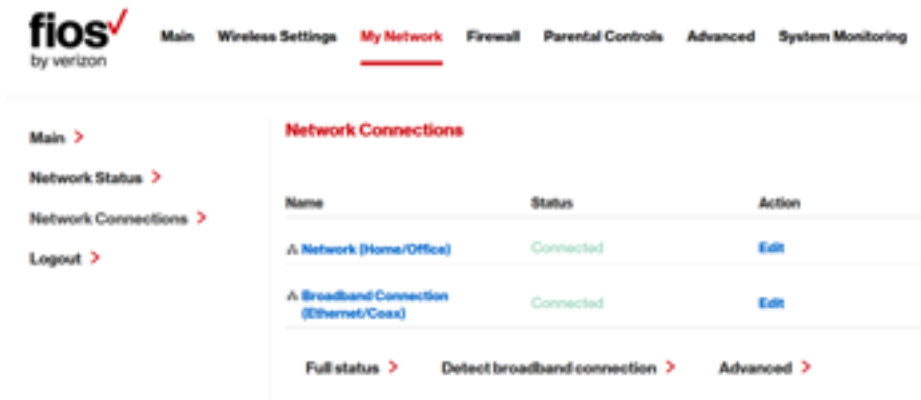 fios
by verizon
Main Wireless Settings My Network Firewall Parental Controls Advanced System Monitoring
Main >
Network Status >
Network Connections >
Logout >
Network Connections
Name Status Action
Network (Home/Office) Connected Edit
Broadband Connection
(Ethernet/Coax) Connected Edit
Full status > Detect broadband connection > Advanced >